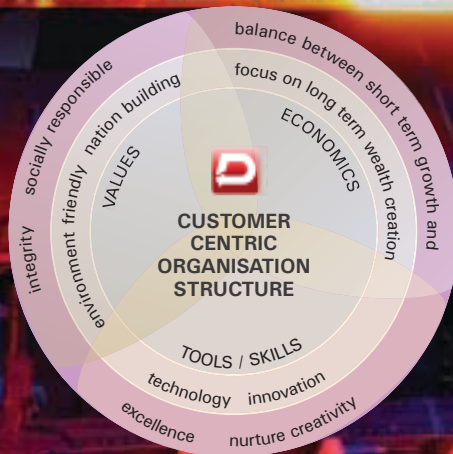 CUSTOMER
CENTRIC
ORGANISATION
STRUCTURE
VALUES
environment friendly nation building
integrity socially responsible
ECONOMICS
focus on long term wealth creation
balance between short term growth and
TOOLS / SKILLS
technology innovation
excellence nurture creativity